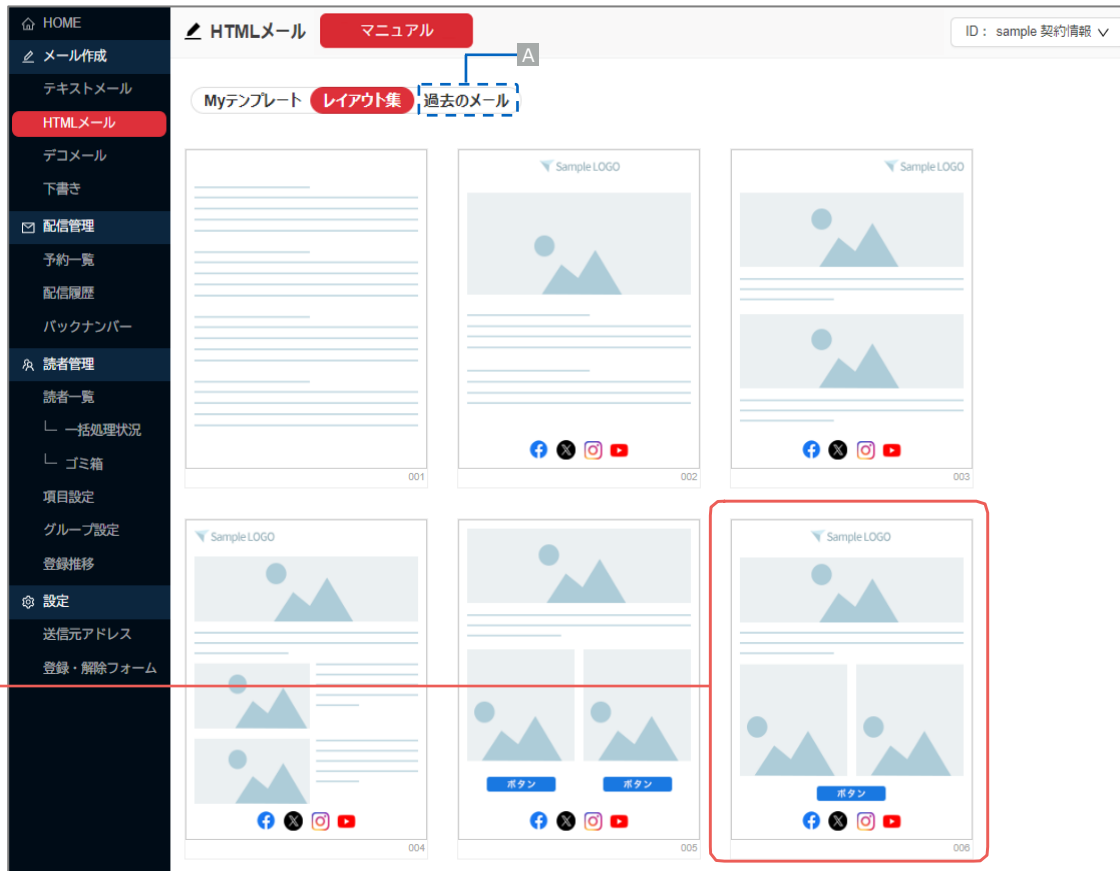 HOME
メール作成
テキストメール
HTMLメール
デコメール
下書き
配信管理
予約一覧
配信履歴
バックナンバー
読者管理
読者一覧
一括処理状況
ゴミ箱
項目設定
グループ設定
登録推移
設定
送信元アドレス
登録・解除フォーム
HTMLメール マニュアル
ID： sample 契約情報
A
Myテンプレート レイアウト集 過去のメール
Sample LOGO
Sample LOGO
001
002
003
Sample LOGO
Sample LOGO
ボタン
ボタン
ボタン
004
005
006